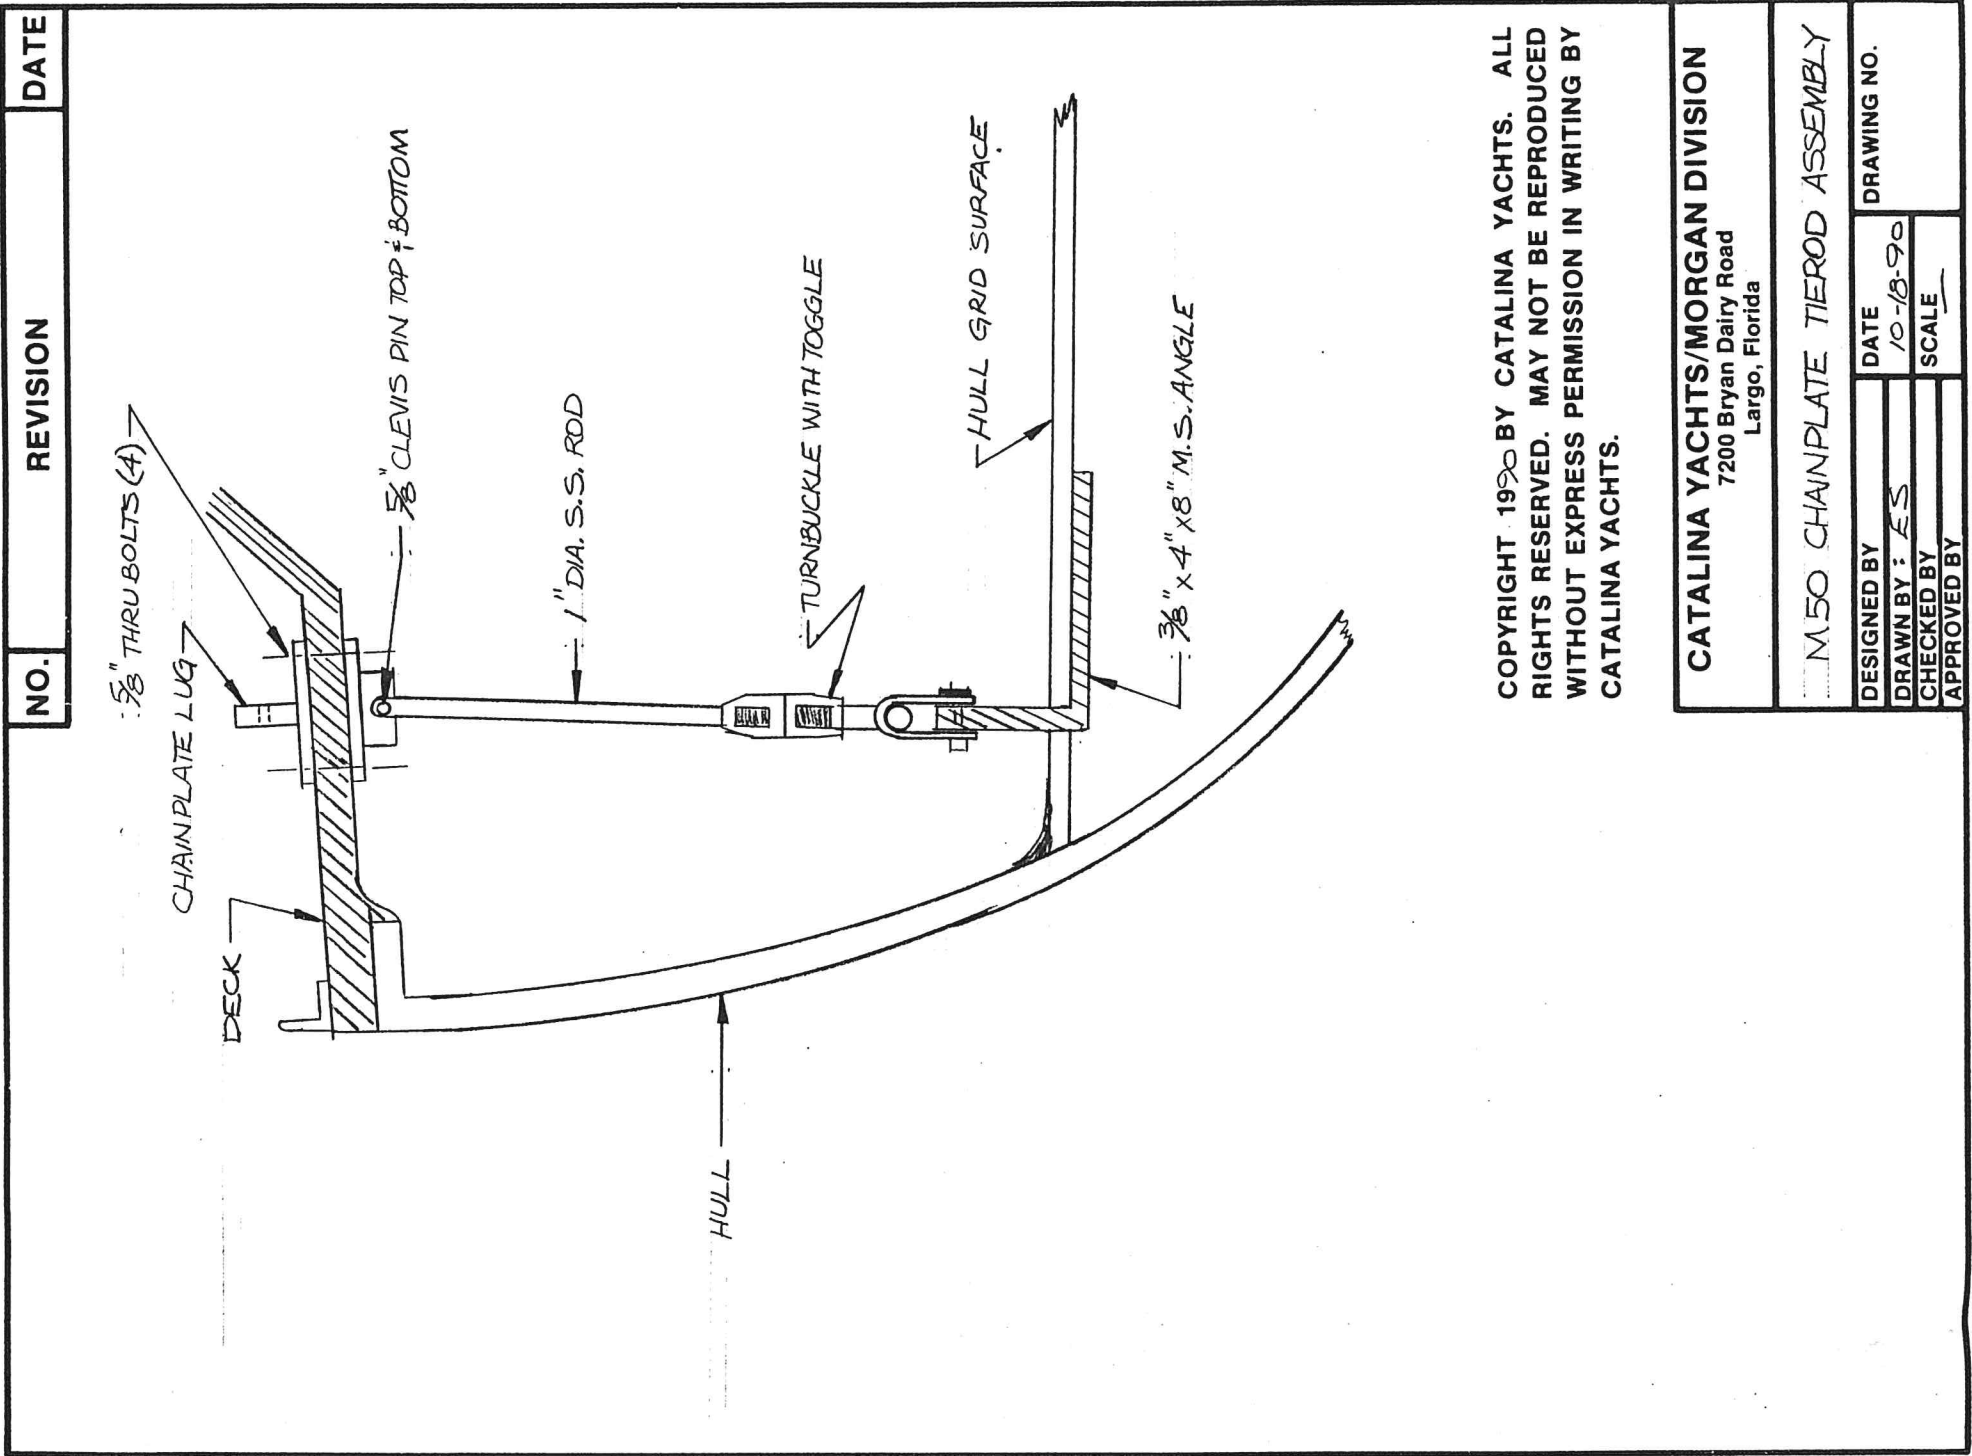 NO.
REVISION
DATE
5/8" THRU BOLTS (4)
CHAINPLATE LUG
DECK
5/8" CLEVIS PIN TOP & BOTTOM
1" DIA. S.S. ROD
TURNBUCKLE WITH TOGGLE
HULL
HULL GRID SURFACE
3/8" x 4" x 8" M.S. ANGLE
COPYRIGHT 1990 BY CATALINA YACHTS. ALL
RIGHTS RESERVED. MAY NOT BE REPRODUCED
WITHOUT EXPRESS PERMISSION IN WRITING BY
CATALINA YACHTS.
CATALINA YACHTS/MORGAN DIVISION
7200 Bryan Dairy Road
Largo, Florida
M50 CHAINPLATE TIEROD ASSEMBLY
DESIGNED BY
DRAWN BY: ES
CHECKED BY
APPROVED BY
DATE
10-18-90
SCALE —
DRAWING NO.